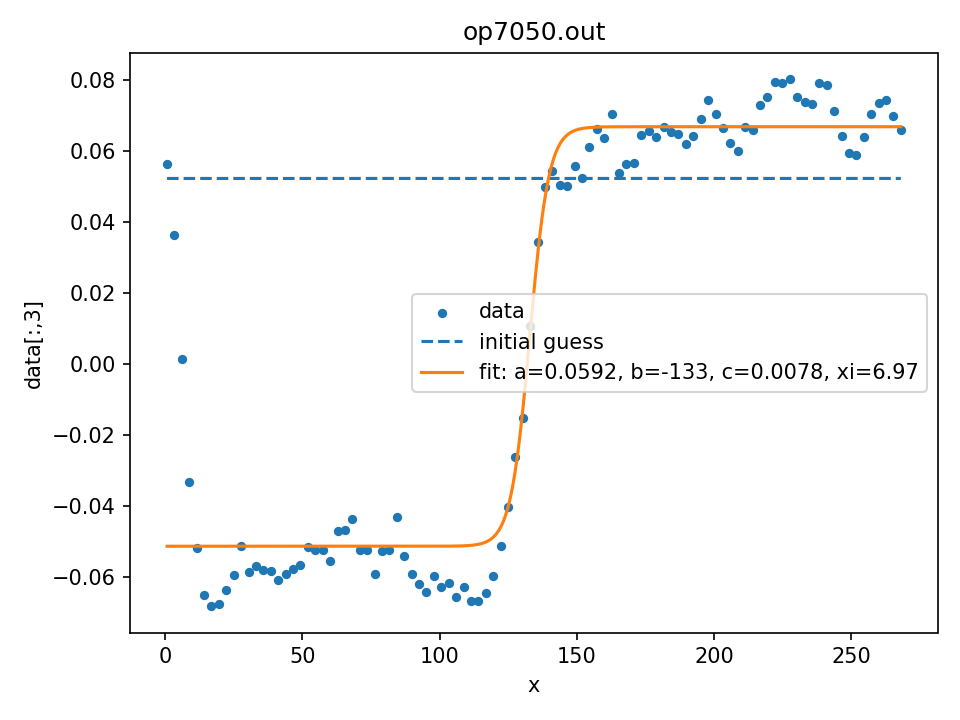 op7050.out
data[:,3]
0.08
0.06
0.04
0.02
0.00
−0.02
−0.04
−0.06
data
initial guess
fit: a=0.0592, b=-133, c=0.0078, xi=6.97
0 50 100 150 200 250
x